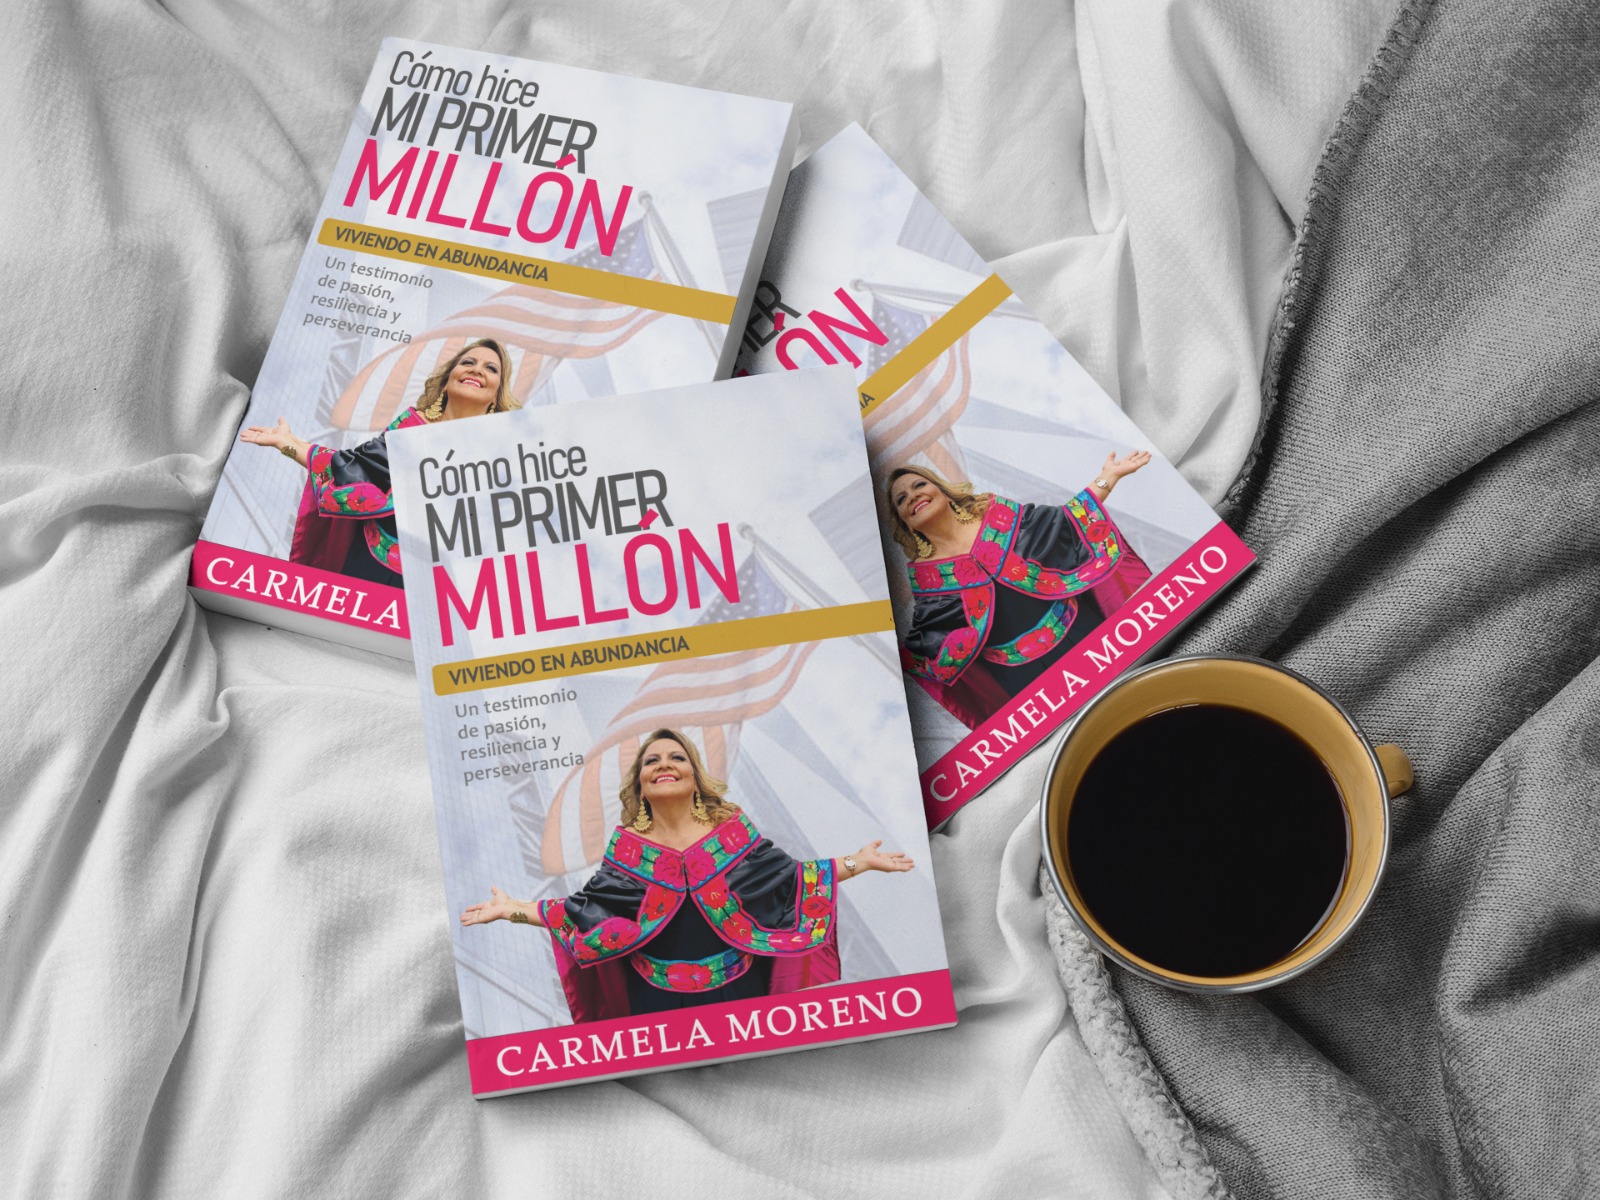 Cómo hice
MI PRIMER
MILLÓN
VIVIENDO EN ABUNDANCIA
Un testimonio
de pasión,
resiliencia y
perseverancia
CARMELA
CARMELA MORENO
Cómo hice
MI PRIMER
MILLÓN
VIVIENDO EN ABUNDANCIA
Un testimonio
de pasión,
resiliencia y
perseverancia
CARMELA MORENO